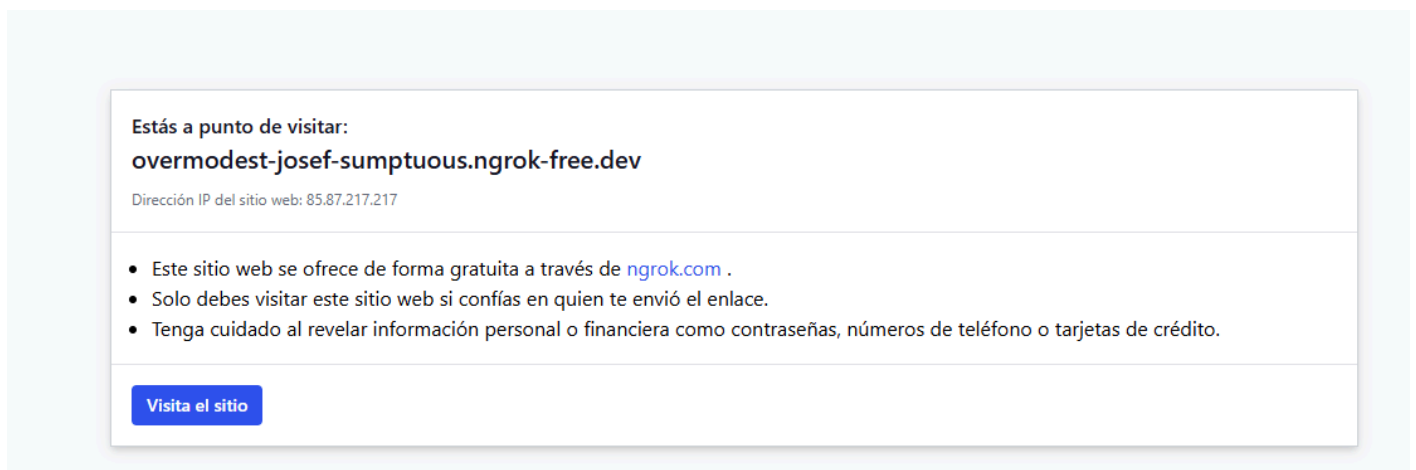 Estás a punto de visitar:
overmodest-josef-sumptuous.ngrok-free.dev
Dirección IP del sitio web: 85.87.217.217
Este sitio web se ofrece de forma gratuita a través de ngrok.com .
Solo debes visitar este sitio web si confías en quien te envió el enlace.
Tenga cuidado al revelar información personal o financiera como contraseñas, números de teléfono o tarjetas de crédito.
Visita el sitio